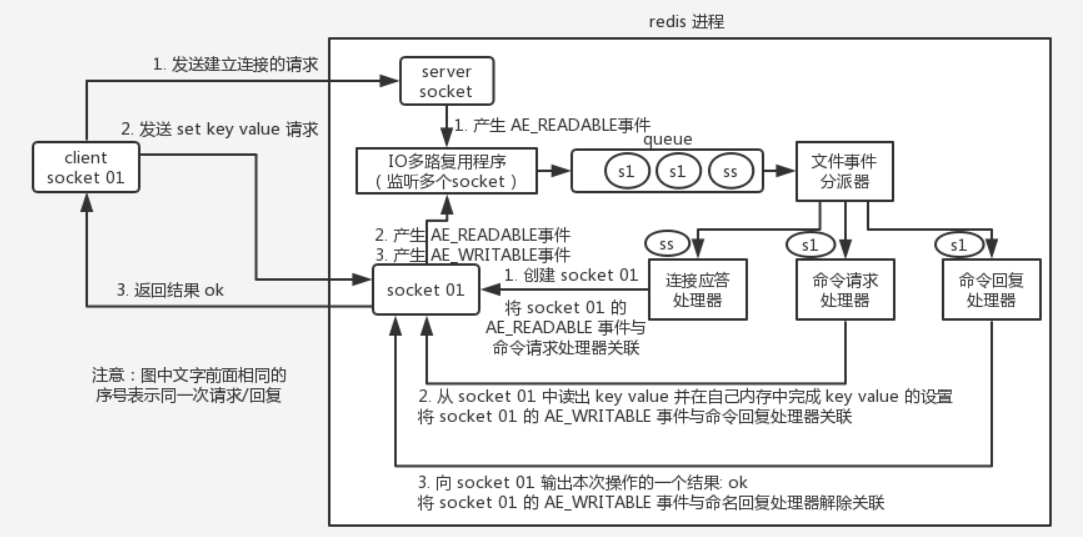 redis 进程
1. 发送建立连接的请求
server
socket
1. 产生 AE_READABLE事件
2. 发送 set key value 请求
queue
client
socket 01
IO多路复用程序
（监听多个socket）
s1
s1
ss
文件事件
分派器
2. 产生 AE_READABLE事件
3. 产生 AE_WRITABLE事件
ss
s1
s1
1. 创建 socket 01
socket 01
连接应答
处理器
命令请求
处理器
命令回复
处理器
3. 返回结果 ok
将 socket 01 的
AE_READABLE 事件与
命令请求处理器关联
注意：图中文字前面相同的
序号表示同一次请求/回复
2. 从 socket 01 中读出 key value 并在自己内存中完成 key value 的设置
将 socket 01 的 AE_WRITABLE 事件与命令回复处理器关联
3. 向 socket 01 输出本次操作的一个结果: ok
将 socket 01 的 AE_WRITABLE 事件与命名回复处理器解除关联